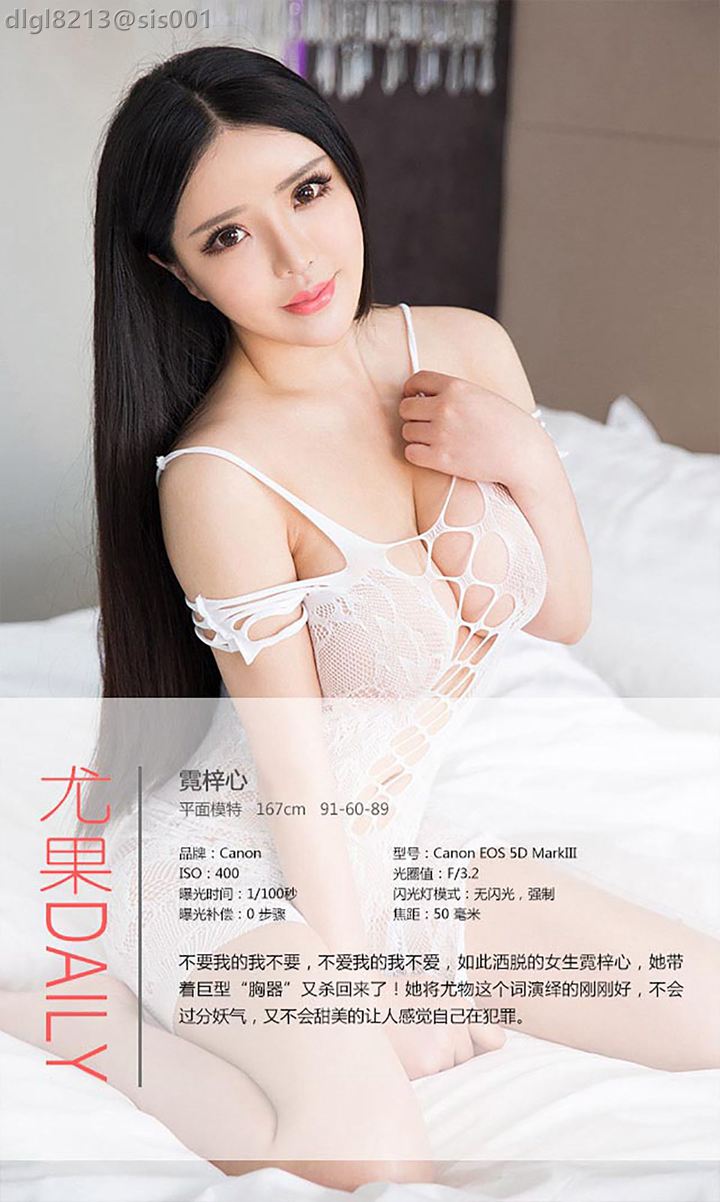 dlgl8213@sis001
尤果DAILY
霓梓心
平面模特 167cm 91-60-89
品牌：Canon
型号：Canon EOS 5D MarkIII
ISO：400
光圈值：F/3.2
曝光时间：1/100秒
闪光灯模式：无闪光，强制
曝光补偿：0 步骤
焦距：50 毫米
不要我的我不要，不爱我的我不爱，如此洒脱的女生霓梓心，她带
着巨型“胸器”又杀回来了！她将尤物这个词演绎的刚刚好，不会
过分妖气，又不会甜美的让人感觉自己在犯罪。